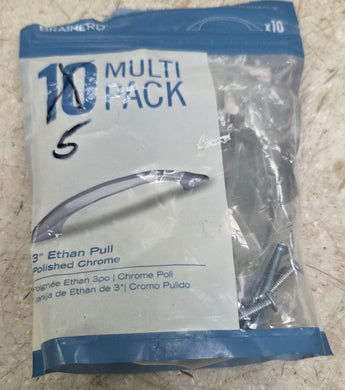 BRAINERD
x10
10 MULTI
PACK
5
3" Ethan Pull
Polished Chrome
Poignée Ethan 3po | Chrome Poli
Manija de Ethan de 3" | Cromo Pulido